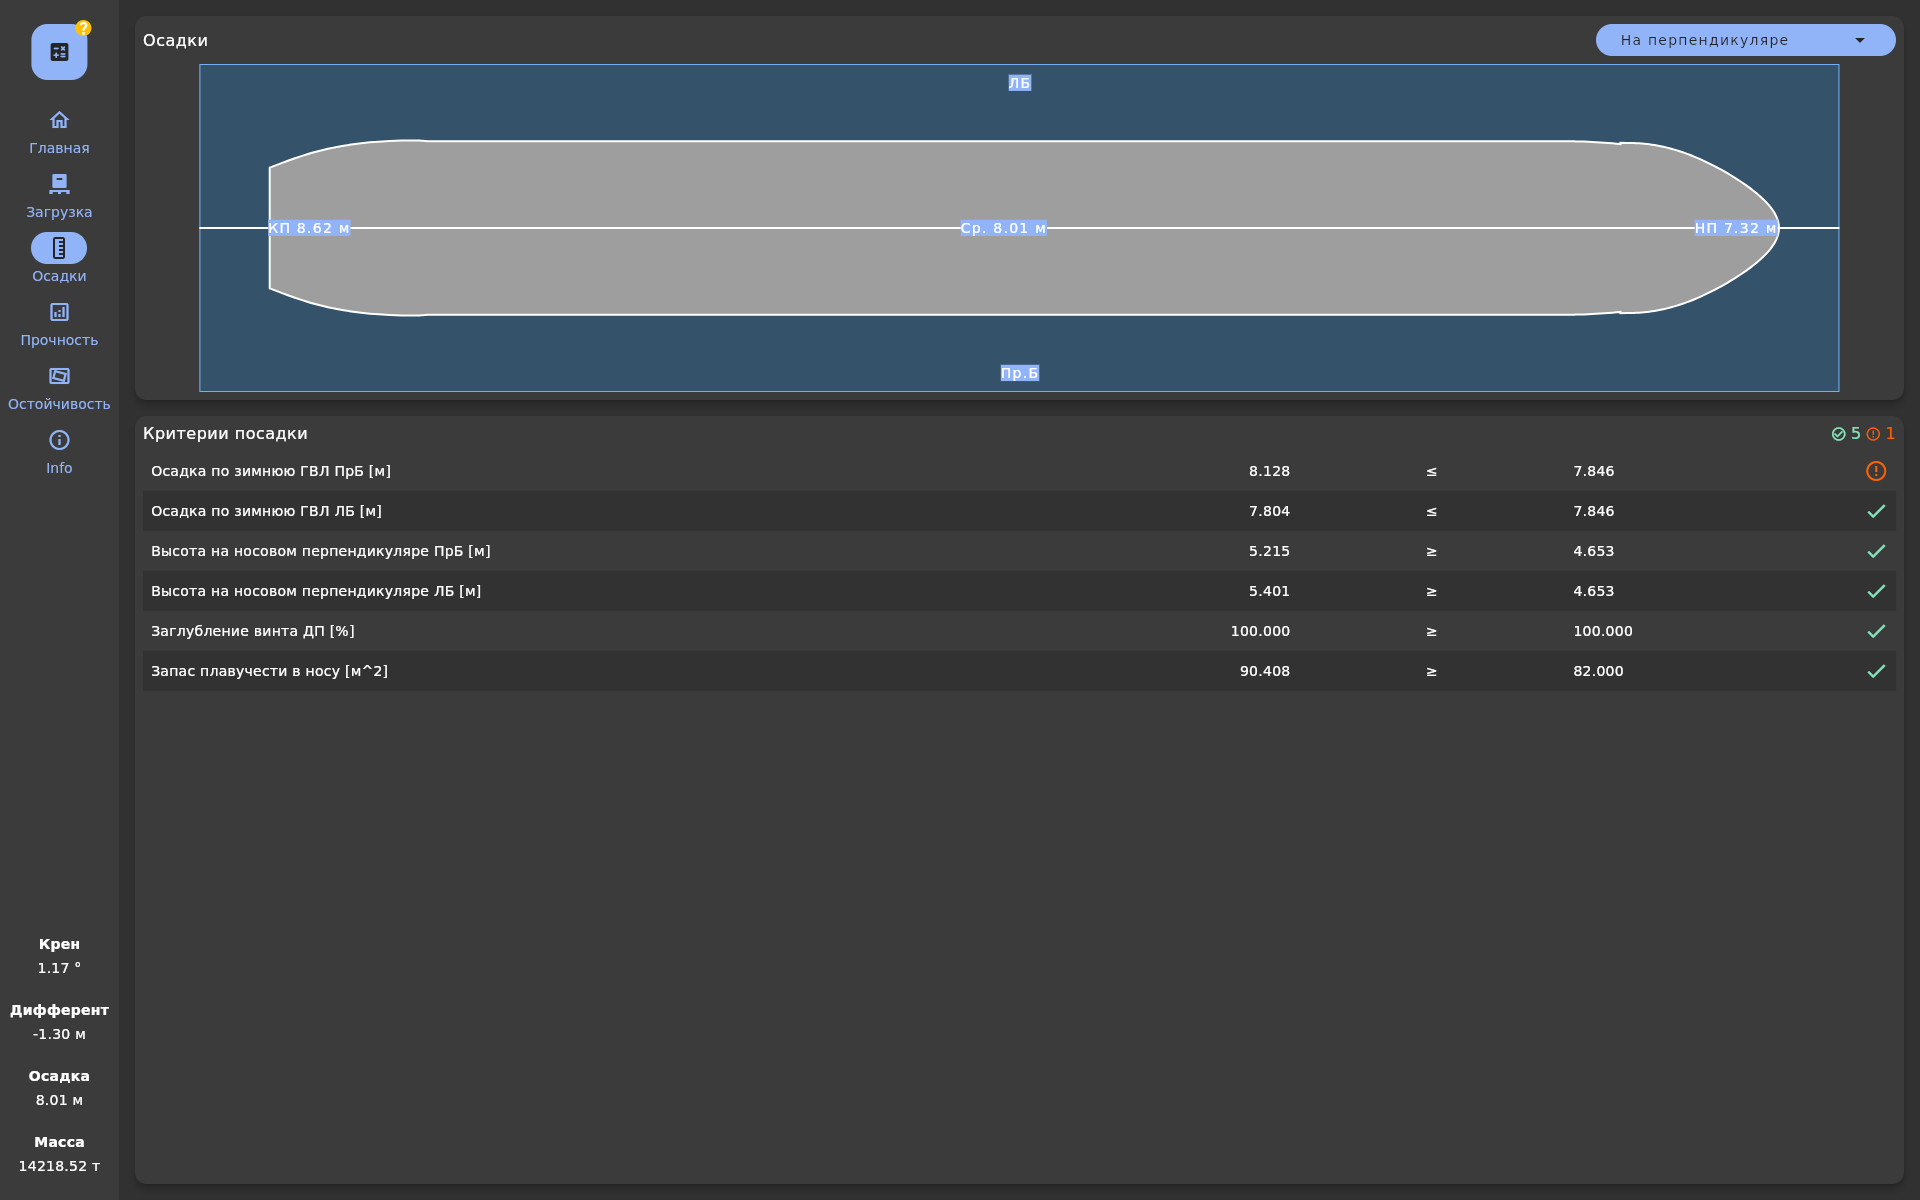 ?
Главная
Загрузка
Осадки
Прочность
Остойчивость
Info
Крен
1.17 °
Дифферент
-1.30 м
Осадка
8.01 м
Масса
14218.52 т
Осадки
На перпендикуляре
ЛБ
КП 8.62 м
Ср. 8.01 м
НП 7.32 м
Пр.Б
Критерии посадки
5 1
Осадка по зимнюю ГВЛ ПрБ [м] 8.128 ≤ 7.846
Осадка по зимнюю ГВЛ ЛБ [м] 7.804 ≤ 7.846
Высота на носовом перпендикуляре ПрБ [м] 5.215 ≥ 4.653
Высота на носовом перпендикуляре ЛБ [м] 5.401 ≥ 4.653
Заглубление винта ДП [%] 100.000 ≥ 100.000
Запас плавучести в носу [м^2] 90.408 ≥ 82.000